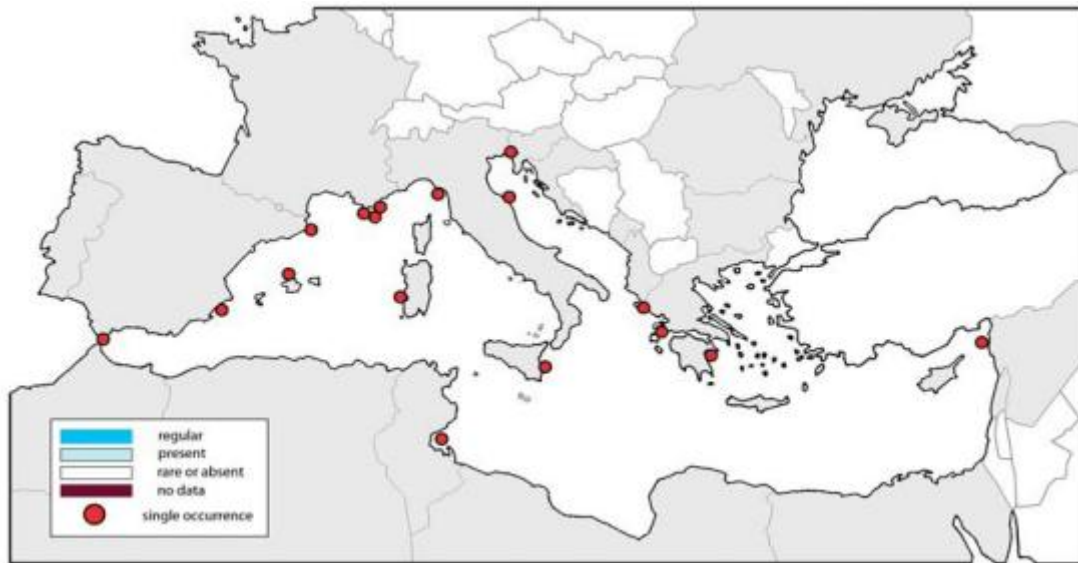 regular
present
rare or absent
no data
single occurrence